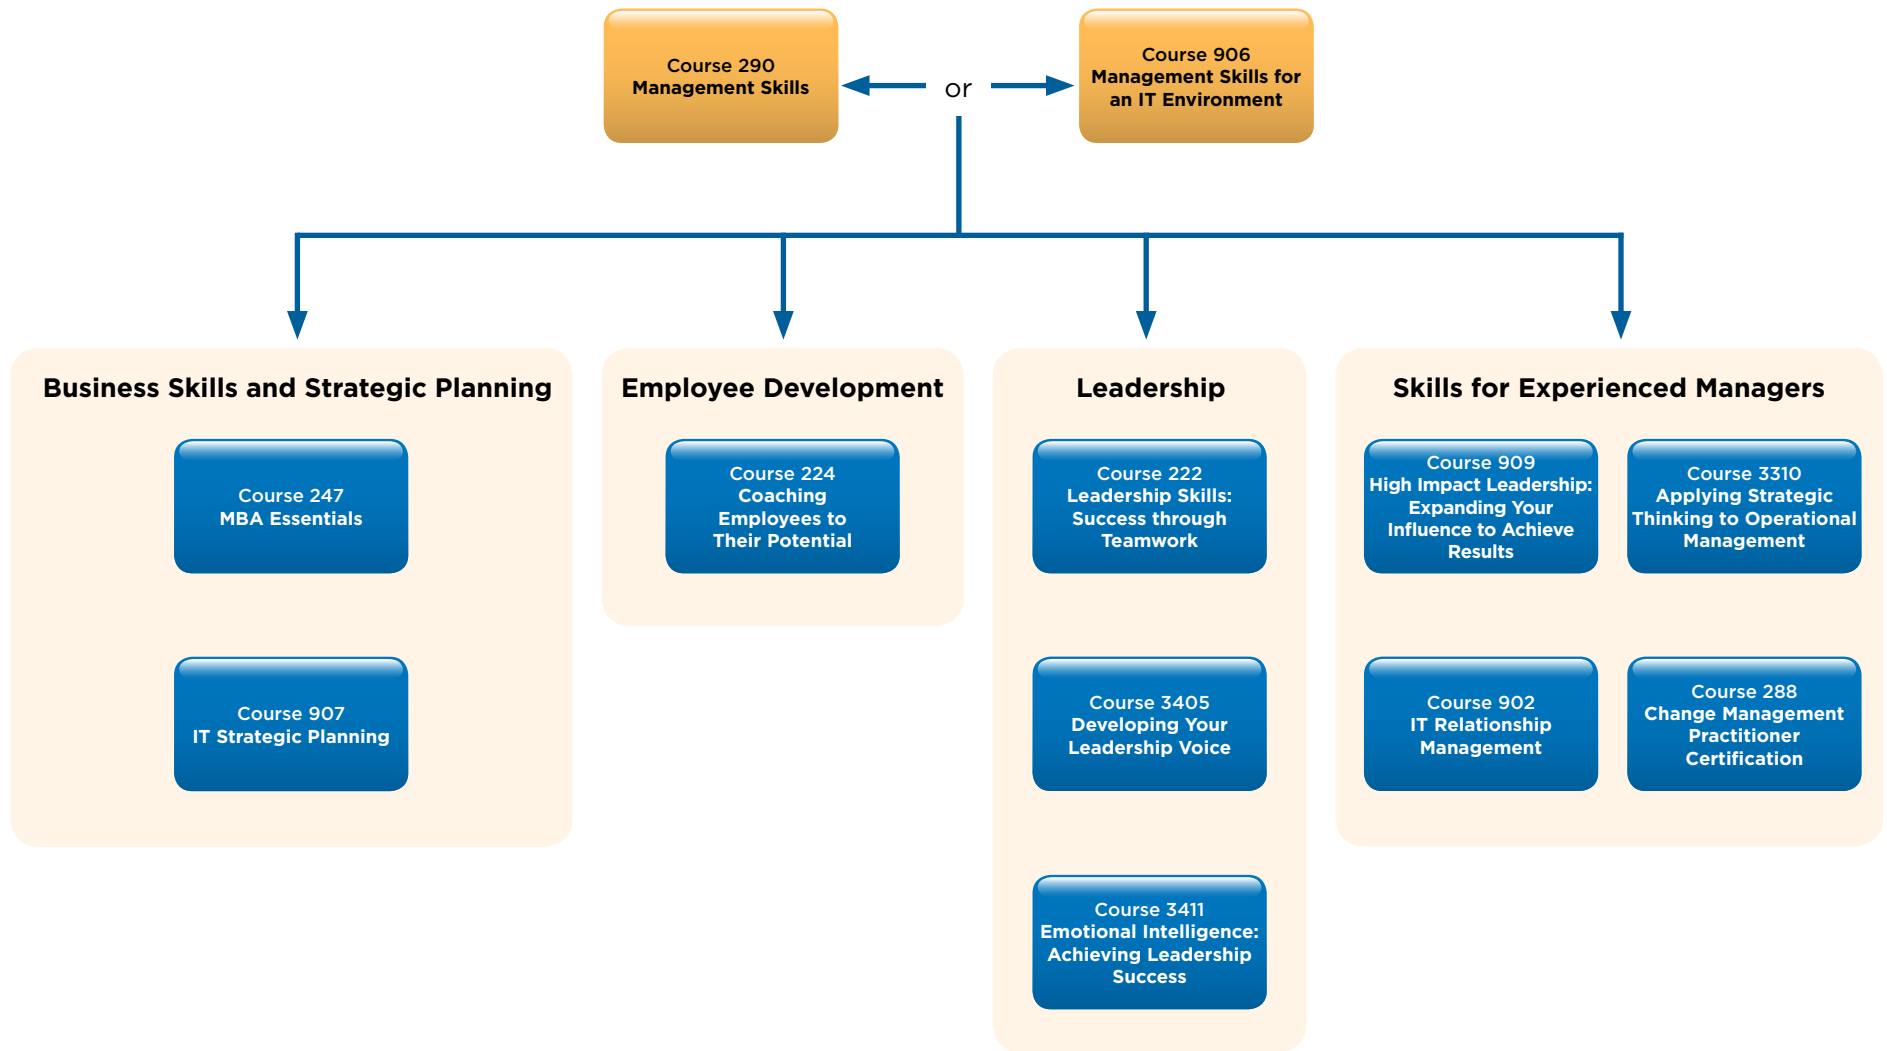 Course 290
Management Skills
or
Course 906
Management Skills for
an IT Environment
Business Skills and Strategic Planning
Course 247
MBA Essentials
Course 907
IT Strategic Planning
Employee Development
Course 224
Coaching
Employees to
Their Potential
Leadership
Course 222
Leadership Skills:
Success through
Teamwork
Course 3405
Developing Your
Leadership Voice
Course 3411
Emotional Intelligence:
Achieving Leadership
Success
Skills for Experienced Managers
Course 909
High Impact Leadership:
Expanding Your
Influence to Achieve
Results
Course 3310
Applying Strategic
Thinking to Operational
Management
Course 902
IT Relationship
Management
Course 288
Change Management
Practitioner
Certification